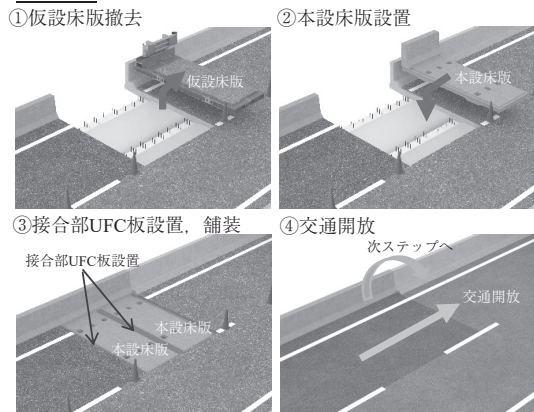 ①仮設床版撤去
仮設床版
②本設床版設置
本設床版
③接合部UFC板設置，舗装
接合部UFC板設置
本設床版
本設床版
④交通開放
次ステップへ
交通開放